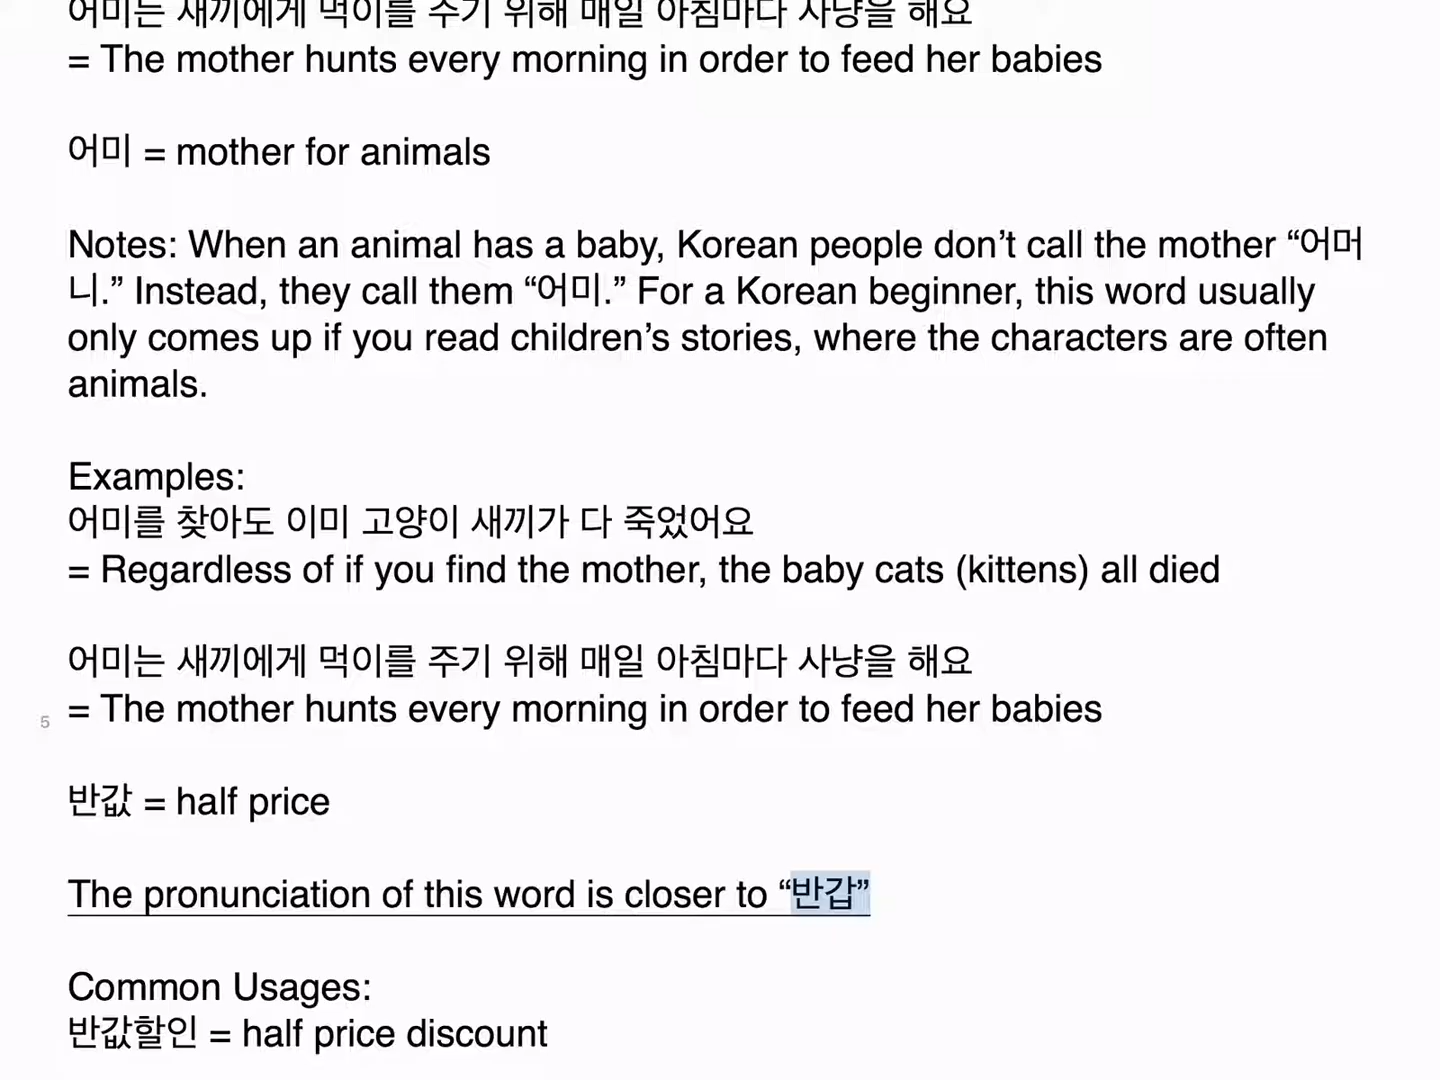 어미는 새끼에게 먹이를 주기 위해 매일 아침마다 사냥을 해요
= The mother hunts every morning in order to feed her babies
어미 = mother for animals
Notes: When an animal has a baby, Korean people don’t call the mother “어머
니.” Instead, they call them “어미.” For a Korean beginner, this word usually
only comes up if you read children’s stories, where the characters are often
animals.
Examples:
어미를 찾아도 이미 고양이 새끼가 다 죽었어요
= Regardless of if you find the mother, the baby cats (kittens) all died
어미는 새끼에게 먹이를 주기 위해 매일 아침마다 사냥을 해요
5 = The mother hunts every morning in order to feed her babies
반값 = half price
The pronunciation of this word is closer to “반갑”
Common Usages:
반값할인 = half price discount